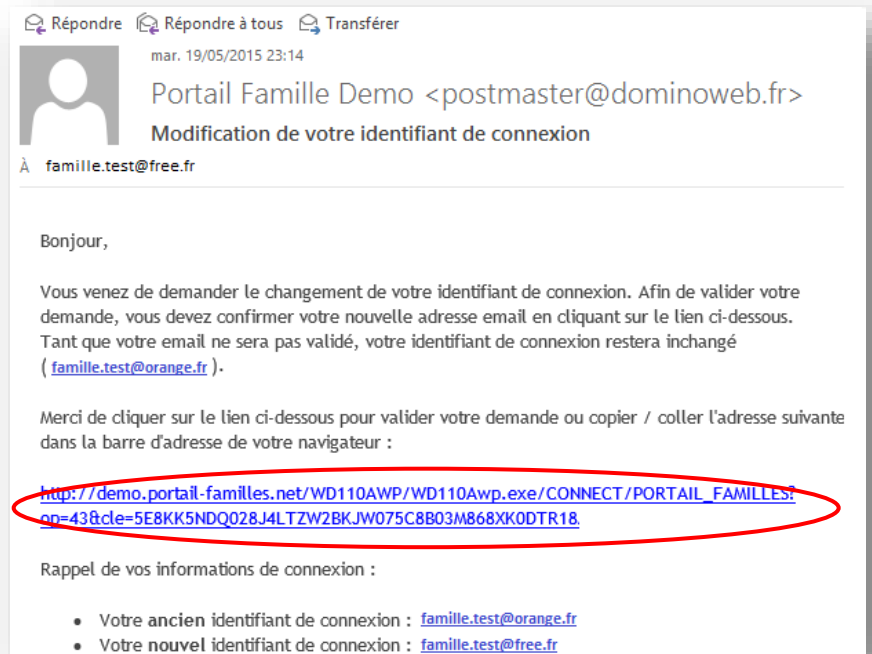 Répondre Répondre à tous Transférer
mar. 19/05/2015 23:14
Portail Famille Demo <postmaster@dominoweb.fr>
Modification de votre identifiant de connexion
À famille.test@free.fr
Bonjour,
Vous venez de demander le changement de votre identifiant de connexion. Afin de valider votre
demande, vous devez confirmer votre nouvelle adresse email en cliquant sur le lien ci-dessous.
Tant que votre email ne sera pas validé, votre identifiant de connexion restera inchangé
( famille.test@orange.fr ).
Merci de cliquer sur le lien ci-dessous pour valider votre demande ou copier / coller l'adresse suivante
dans la barre d'adresse de votre navigateur :
http://demo.portail-familles.net/WD110AWP/WD110Awp.exe/CONNECT/PORTAIL_FAMILLES?
op=43&cle=5E8KK5NDQ028J4LTZW2BKJW075C8B03M868XK0DTR18.
Rappel de vos informations de connexion :
• Votre ancien identifiant de connexion : famille.test@orange.fr
• Votre nouvel identifiant de connexion : famille.test@free.fr